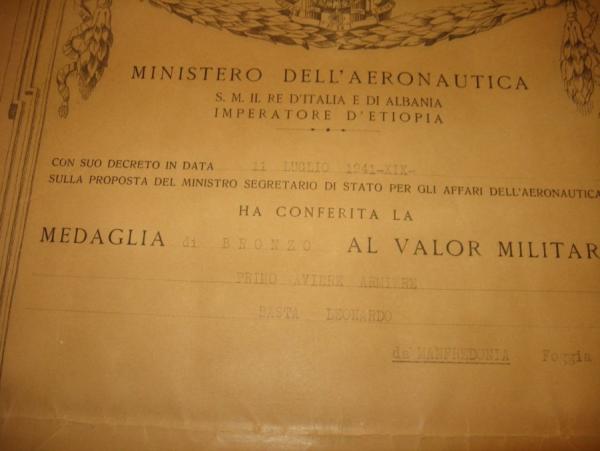 MINISTERO DELL'AERONAUTICA
S. M. IL RE D'ITALIA E DI ALBANIA
IMPERATORE D'ETIOPIA
CON SUO DECRETO IN DATA 11 LUGLIO 1941-XIX-
SULLA PROPOSTA DEL MINISTRO SEGRETARIO DI STATO PER GLI AFFARI DELL'AERONAUTICA
HA CONFERITA LA
MEDAGLIA di BRONZO AL VALOR MILITAR
PRIMO AVIERE ARMIERE
BASTA LEONARDO
da MANFREDONIA Foggia